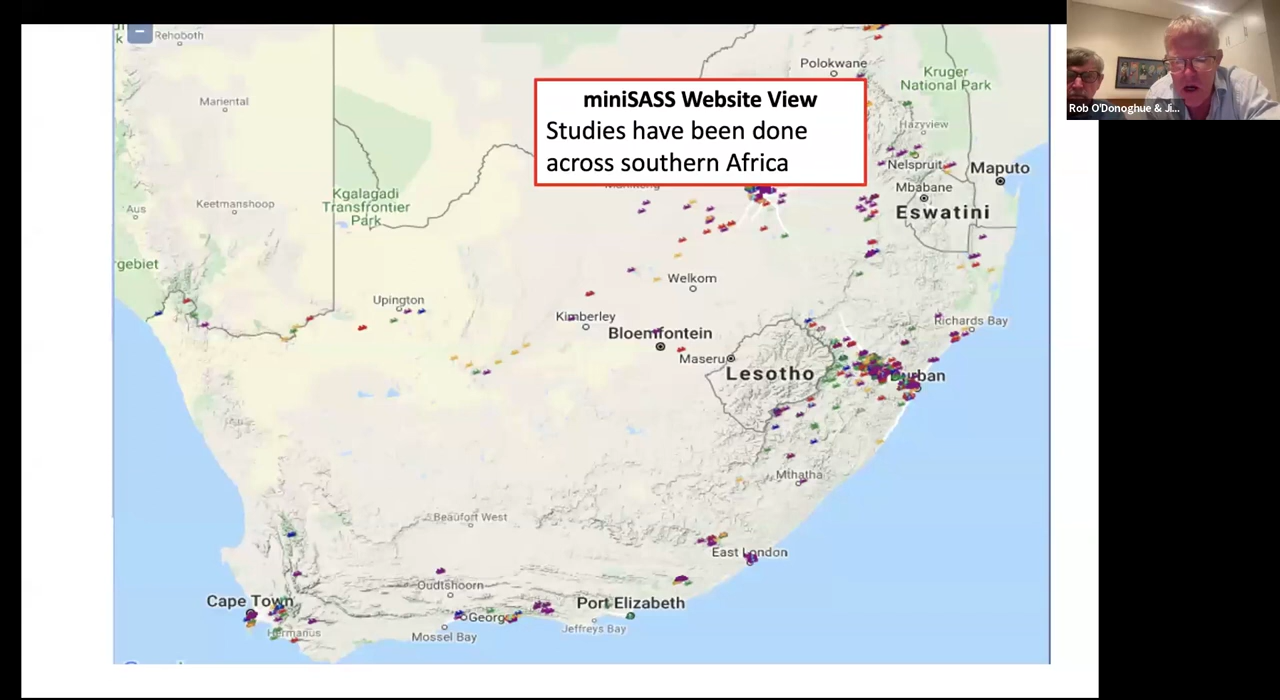 Rehoboth
k
Polokwane
Kruger
National Park
miniSASS Website View
Studies have been done
across southern Africa
Mariental
Hazyview
Nelspruit
Maputo
Mbabane
Eswatini
Kgalagadi
Transfrontier
Park
Keetmanshoop
Aus
rgebiet
Welkom
Upington
Kimberley
Bloemfontein
Richards Bay
Maseru
Lesotho
Durban
Mthatha
Beaufort West
East London
Oudtshoorn
Cape Town
Port Elizabeth
George
Jeffreys Bay
Hermanus
Mossel Bay
Rob O'Donoghue & Ji...